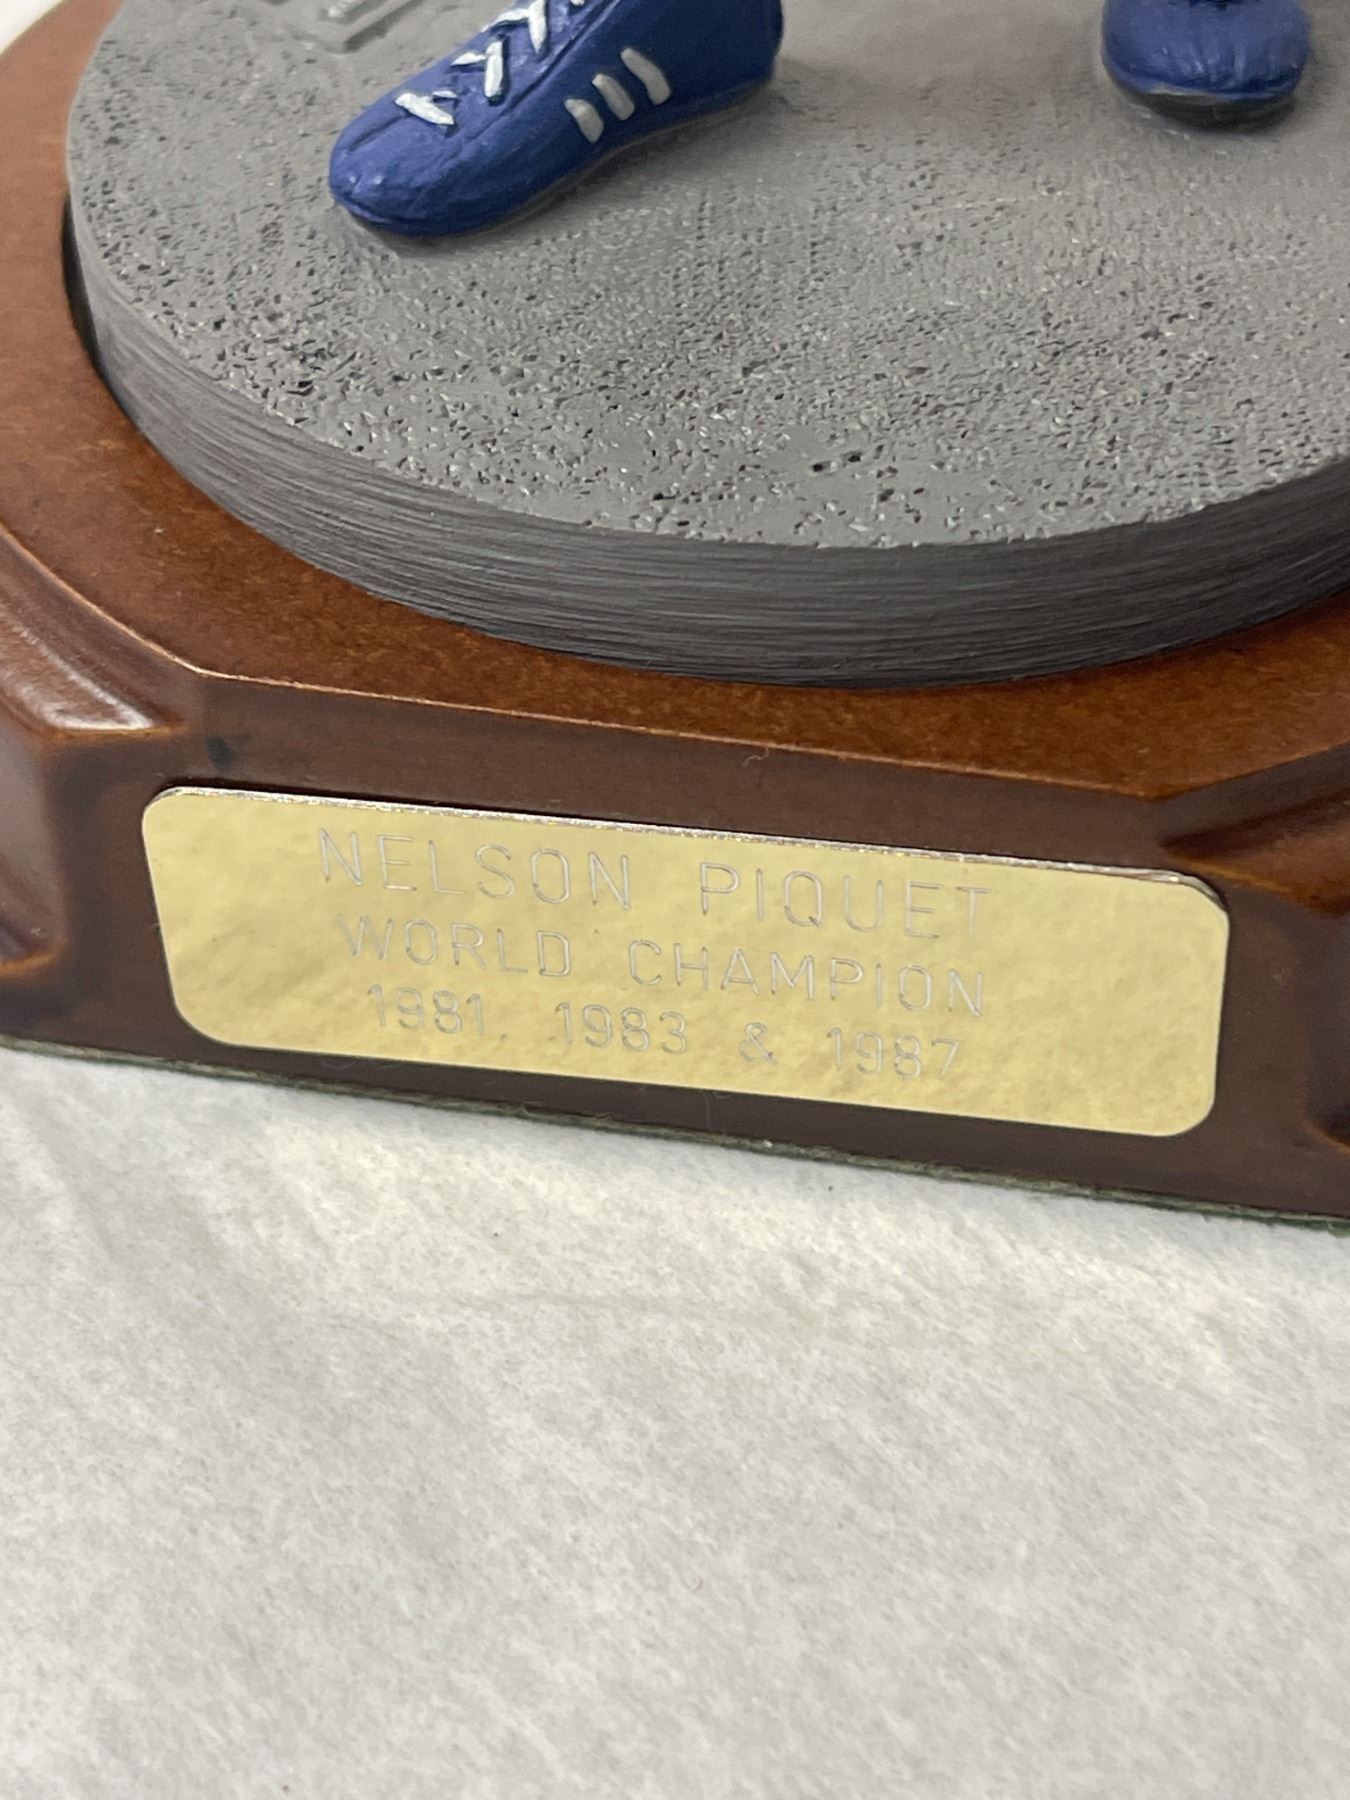 NELSON PIQUET
WORLD CHAMPION
1981, 1983 & 1987